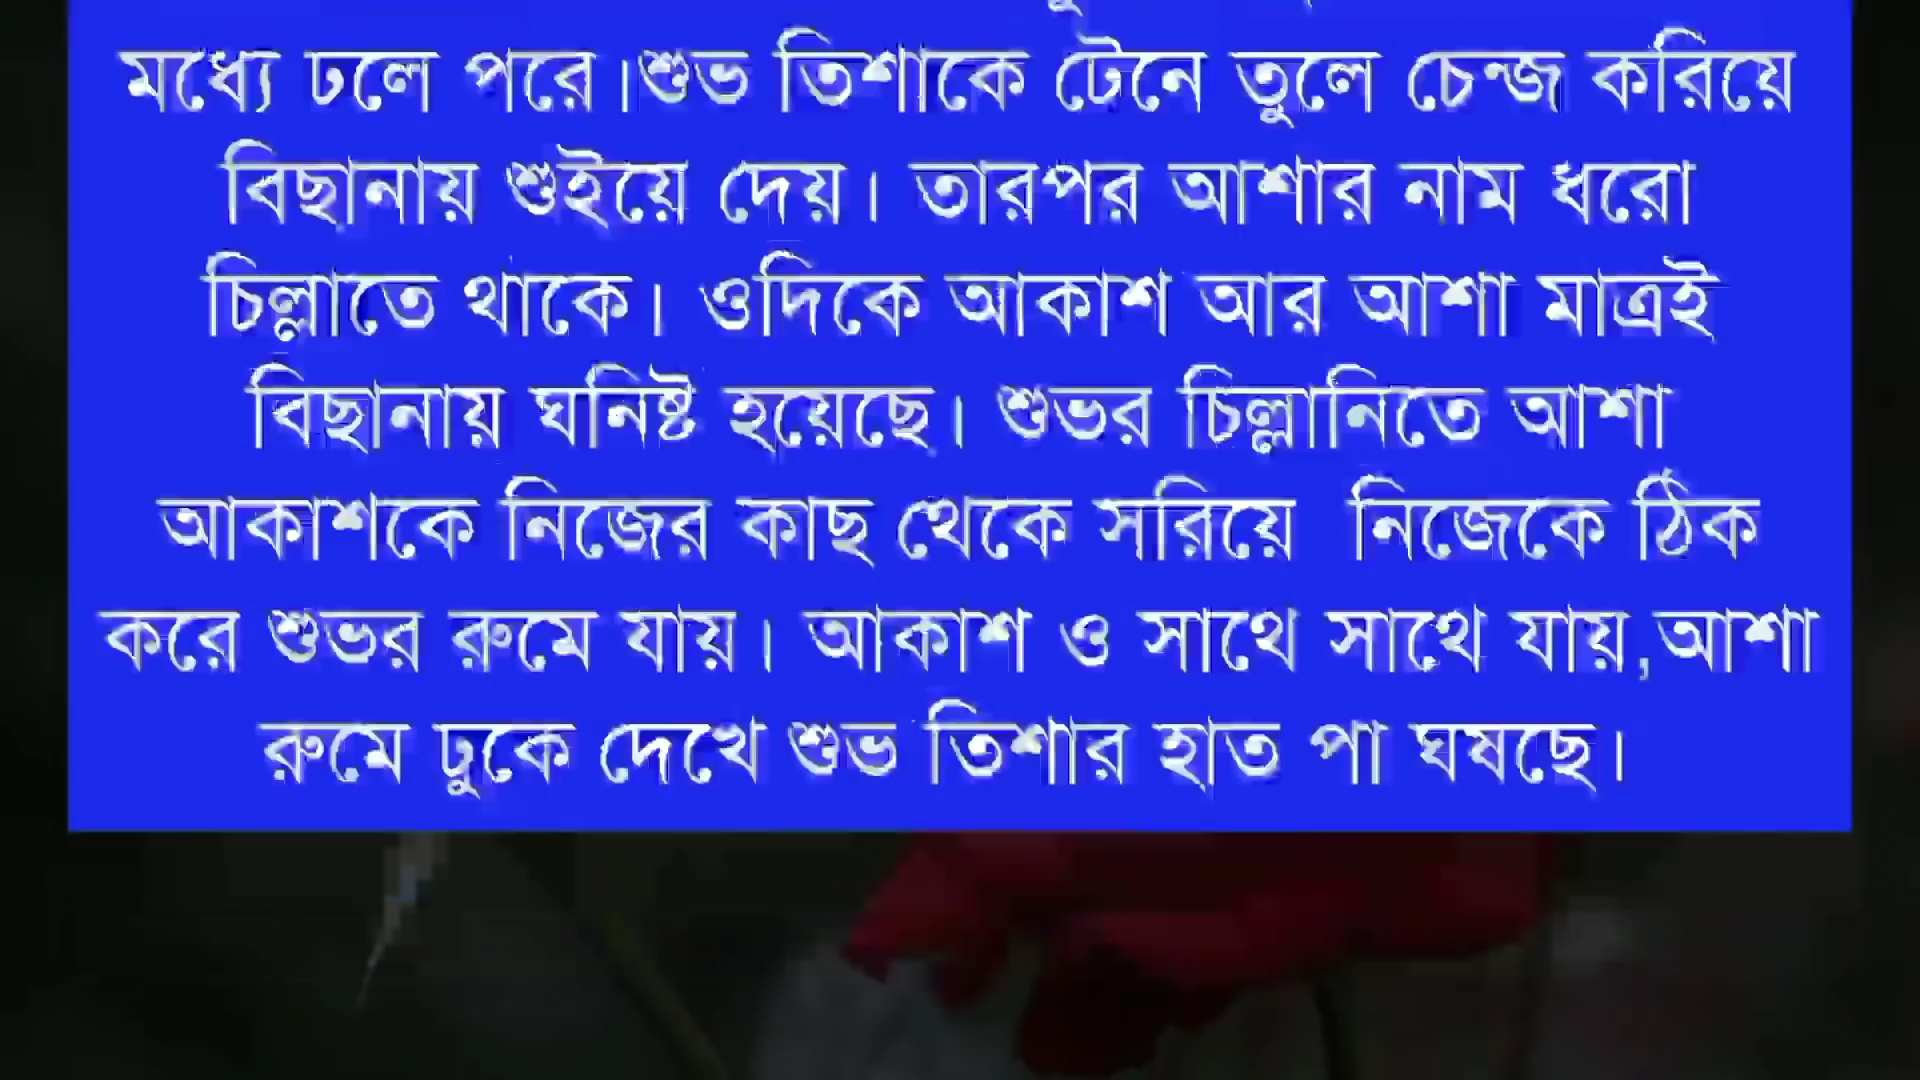 মধ্যে ঢলে পরে।শুভ তিশাকে টেনে তুলে চেন্জ করিয়ে
বিছানায় শুইয়ে দেয়। তারপর আশার নাম ধরো
চিল্লাতে থাকে। ওদিকে আকাশ আর আশা মাত্রই
বিছানায় ঘনিষ্ট হয়েছে। শুভর চিল্লানিতে আশা
আকাশকে নিজের কাছ থেকে সরিয়ে নিজেকে ঠিক
করে শুভর রুমে যায়। আকাশ ও সাথে সাথে যায়,আশা
রুমে ঢুকে দেখে শুভ তিশার হাত পা ঘষছে।